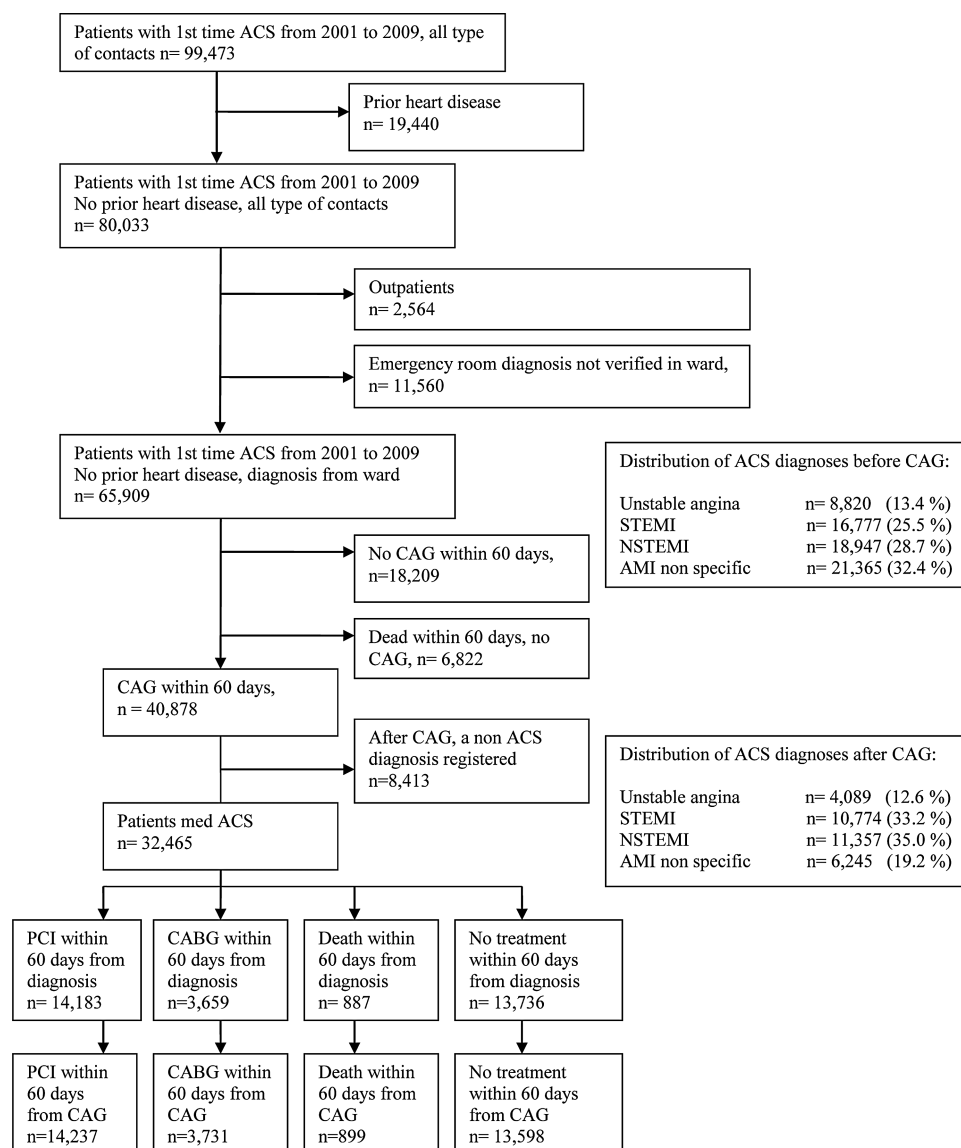 Patients with 1st time ACS from 2001 to 2009, all type
of contacts n= 99,473
Prior heart disease
n= 19,440
Patients with 1st time ACS from 2001 to 2009
No prior heart disease, all type of contacts
n= 80,033
Outpatients
n= 2,564
Emergency room diagnosis not verified in ward,
n= 11,560
Patients with 1st time ACS from 2001 to 2009
No prior heart disease, diagnosis from ward
n= 65,909
Distribution of ACS diagnoses before CAG:
Unstable angina n= 8,820 (13.4 %)
STEMI n= 16,777 (25.5 %)
NSTEMI n= 18,947 (28.7 %)
AMI non specific n= 21,365 (32.4 %)
No CAG within 60 days,
n=18,209
Dead within 60 days, no
CAG, n= 6,822
CAG within 60 days,
n = 40,878
After CAG, a non ACS
diagnosis registered
n=8,413
Distribution of ACS diagnoses after CAG:
Unstable angina n= 4,089 (12.6 %)
STEMI n= 10,774 (33.2 %)
NSTEMI n= 11,357 (35.0 %)
AMI non specific n= 6,245 (19.2 %)
Patients med ACS
n= 32,465
PCI within
60 days from
diagnosis
n= 14,183
CABG within
60 days from
diagnosis
n=3,659
Death within
60 days from
diagnosis
n= 887
No treatment
within 60 days
from diagnosis
n= 13,736
PCI within
60 days
from CAG
n=14,237
CABG within
60 days from
CAG
n=3,731
Death within
60 days from
CAG
n=899
No treatment
within 60 days
from CAG
n= 13,598